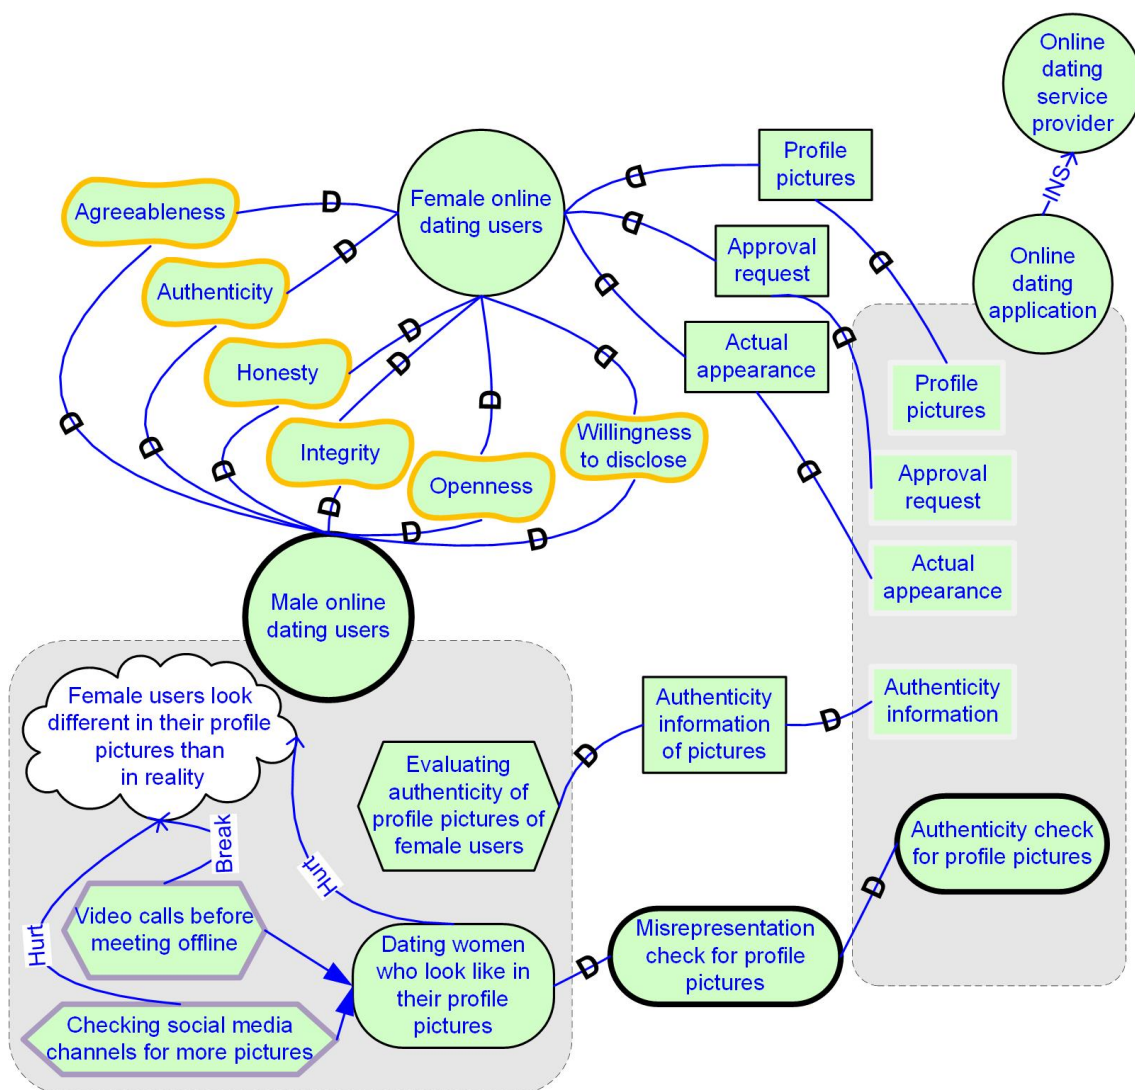 Online
dating
service
provider
INS
Online
dating
application
Profile
pictures
D
Female online
dating users
D
Agreeableness
D
Approval
request
D
D
Authenticity
D
D
D
Actual
appearance
D
D
Honesty
D
Profile
pictures
D
Integrity
Willingness
to disclose
Openness
D
D
D
D
D
D
D
D
Approval
request
Actual
appearance
Male online
dating users
Female users look
different in their profile
pictures than
in reality
Authenticity
information
of pictures
D
Authenticity
information
D
Evaluating
authenticity of
profile pictures of
female users
Break
Hurt
Hurt
Authenticity check
for profile pictures
D
Video calls before
meeting offline
Dating women
who look like in
their profile
pictures
D
Misrepresentation
check for profile
pictures
Checking social media
channels for more pictures